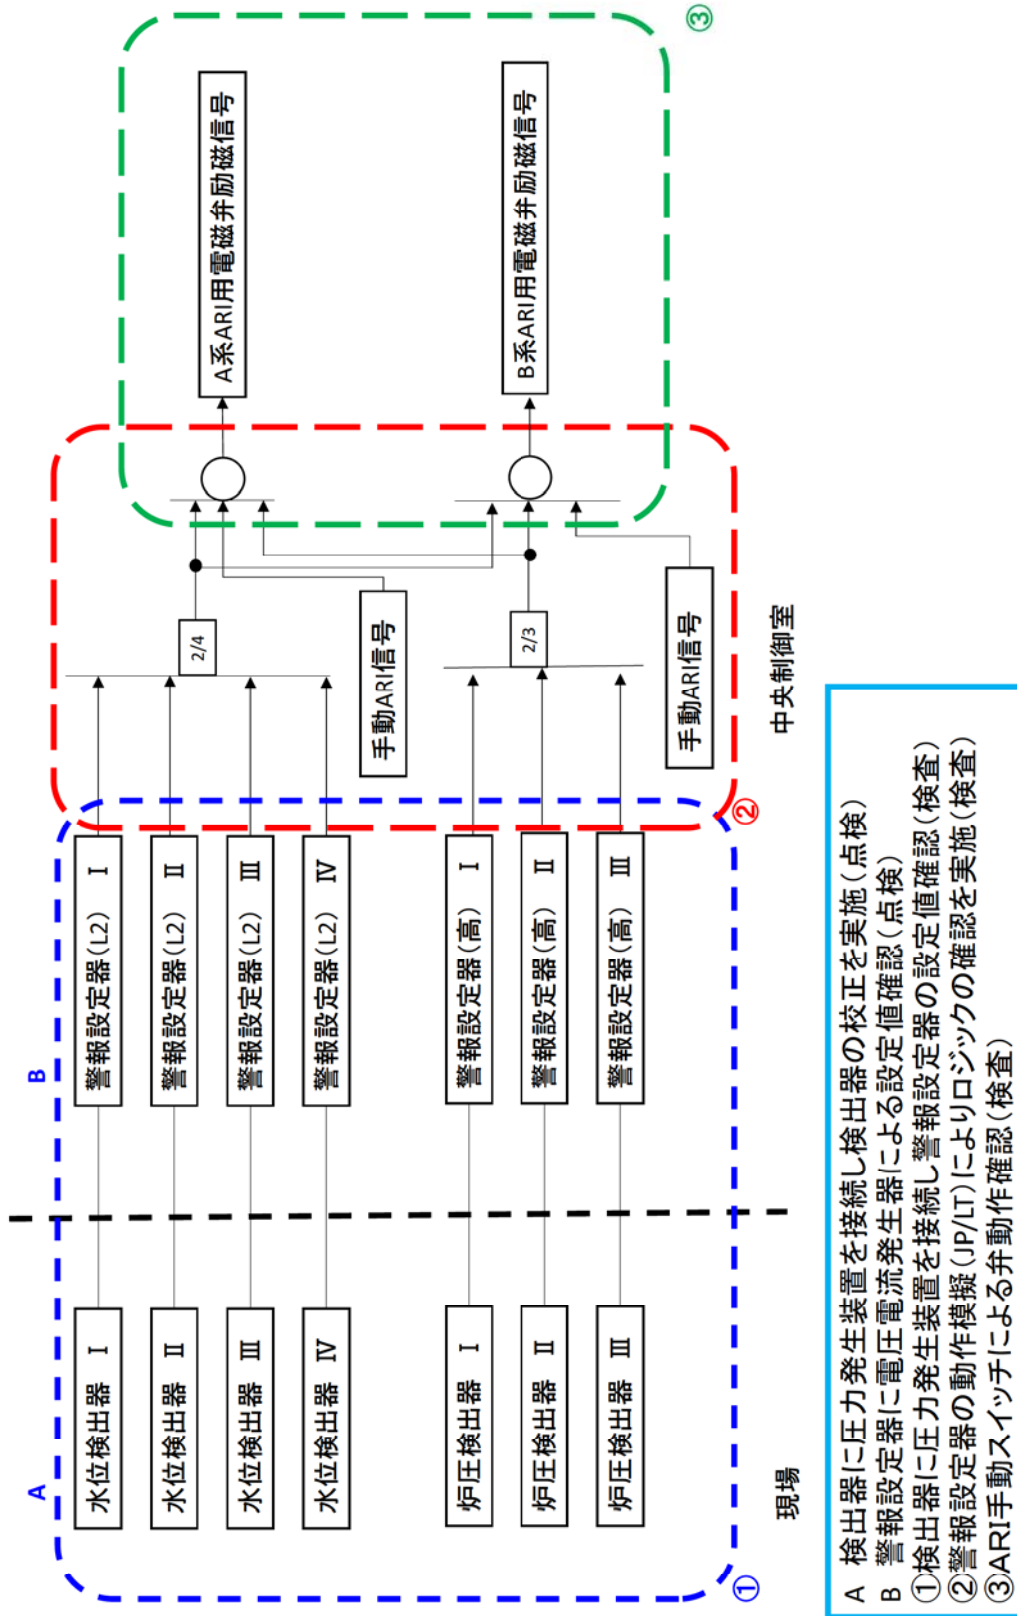 A
B
水位検出器 Ⅰ
警報設定器(L2) Ⅰ
水位検出器 Ⅱ
警報設定器(L2) Ⅱ
水位検出器 Ⅲ
警報設定器(L2) Ⅲ
水位検出器 Ⅳ
警報設定器(L2) Ⅳ
2/4
A系ARI用電磁弁励磁信号
手動ARI信号
炉圧検出器 Ⅰ
警報設定器(高) Ⅰ
炉圧検出器 Ⅱ
警報設定器(高) Ⅱ
炉圧検出器 Ⅲ
警報設定器(高) Ⅲ
2/3
B系ARI用電磁弁励磁信号
手動ARI信号
①
②
③
現場
中央制御室
A 検出器に圧力発生装置を接続し検出器の校正を実施(点検)
B 警報設定器に電圧電流発生器による設定値確認(点検)
①検出器に圧力発生装置を接続し警報設定器の設定値確認(検査)
②警報設定器の動作模擬(JP/LT)によりロジックの確認を実施(検査)
③ARI手動スイッチによる弁動作確認(検査)